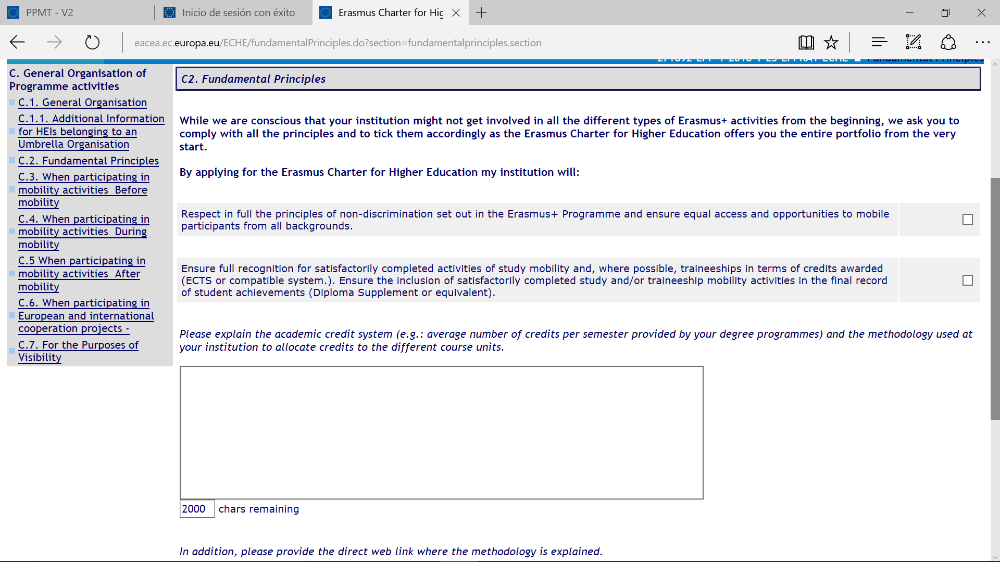 PPMT - V2
Inicio de sesión con éxito
Erasmus Charter for Hig
eacea.ec.europa.eu/ECHE/fundamentalPrinciples.do?section=fundamentalprinciples.section
Fundamental Principles
C. General Organisation of
Programme activities
C.1. General Organisation
C.1.1. Additional Information
for HEIs belonging to an
Umbrella Organisation
C.2. Fundamental Principles
C.3. When participating in
mobility activities Before
mobility
C.4. When participating in
mobility activities During
mobility
C.5 When participating in
mobility activities After
mobility
C.6. When participating in
European and international
cooperation projects -
C.7. For the Purposes of
Visibility
C2. Fundamental Principles
While we are conscious that your institution might not get involved in all the different types of Erasmus+ activities from the beginning, we ask you to
comply with all the principles and to tick them accordingly as the Erasmus Charter for Higher Education offers you the entire portfolio from the very
start.
By applying for the Erasmus Charter for Higher Education my institution will:
Respect in full the principles of non-discrimination set out in the Erasmus+ Programme and ensure equal access and opportunities to mobile
participants from all backgrounds.
Ensure full recognition for satisfactorily completed activities of study mobility and, where possible, traineeships in terms of credits awarded
(ECTS or compatible system.). Ensure the inclusion of satisfactorily completed study and/or traineeship mobility activities in the final record
of student achievements (Diploma Supplement or equivalent).
Please explain the academic credit system (e.g.: average number of credits per semester provided by your degree programmes) and the methodology used at
your institution to allocate credits to the different course units.
2000 chars remaining
In addition, please provide the direct web link where the methodology is explained.